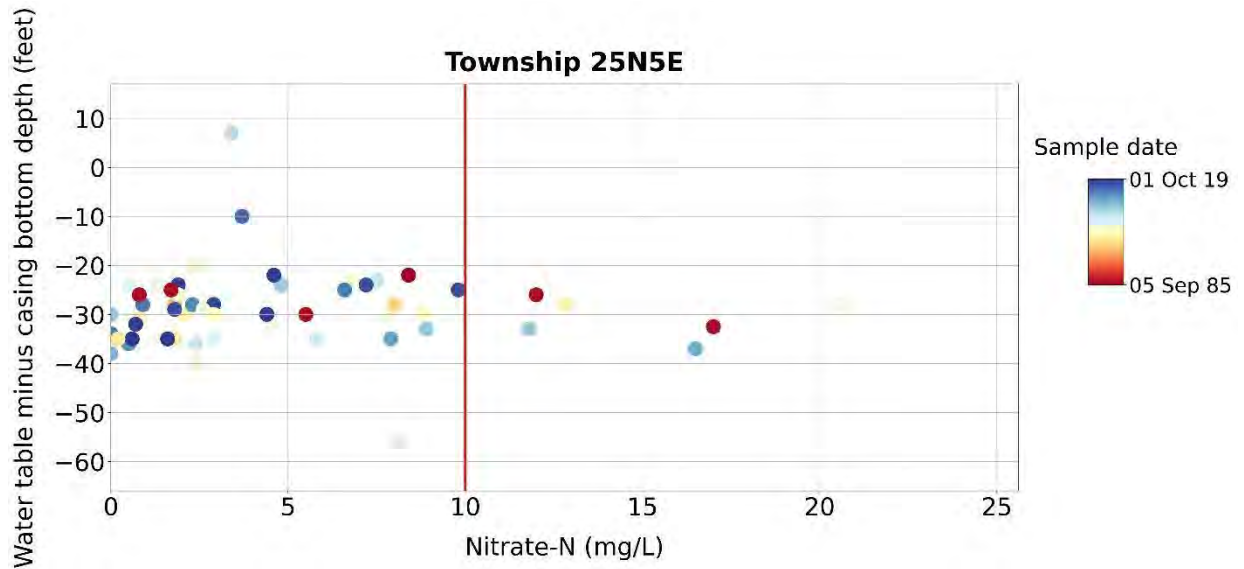 Township 25N5E
Water table minus casing bottom depth (feet)
10
0
−10
−20
−30
−40
−50
−60
0 5 10 15 20 25
Nitrate-N (mg/L)
Sample date
01 Oct 19
05 Sep 85